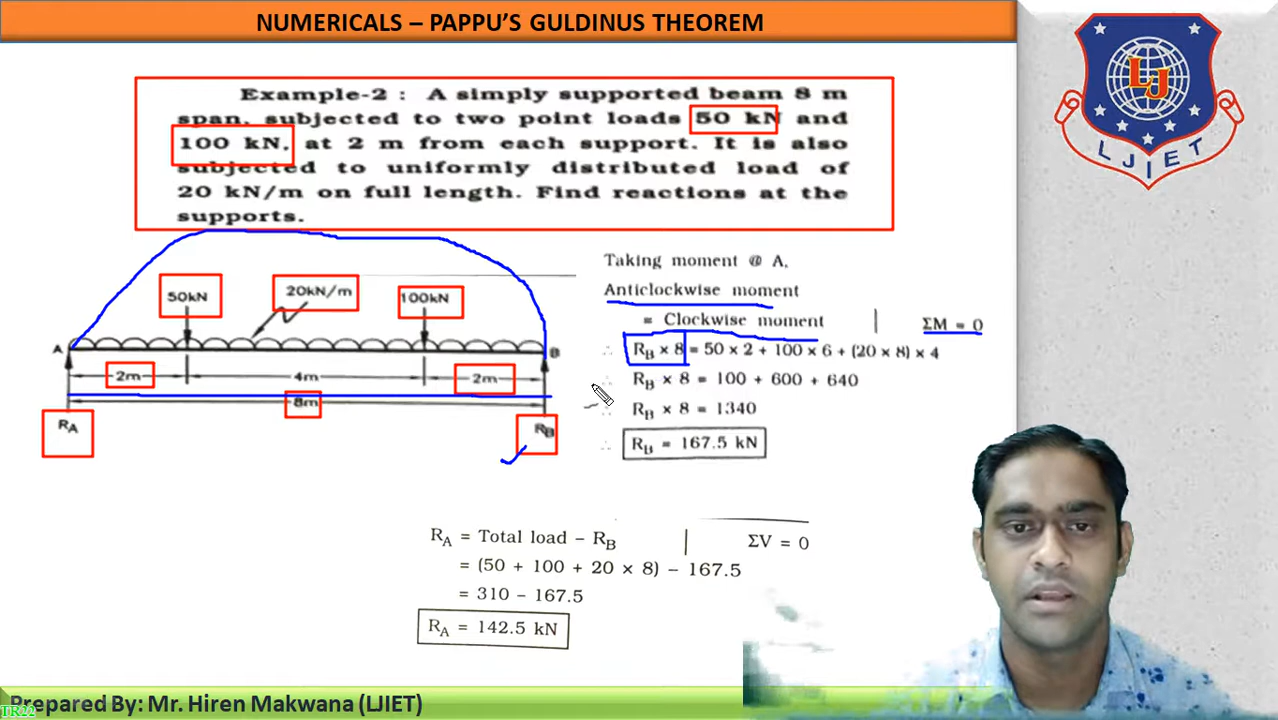 NUMERICALS – PAPPU'S GULDINUS THEOREM
LJ
LJIET
Example-2 : A simply supported beam 8 m
span, subjected to two point loads 50 kN and
100 kN, at 2 m from each support. It is also
subjected to uniformly distributed load of
20 kN/m on full length. Find reactions at the
supports.
50kN 20kN/m 100kN
A B
2m 4m 2m
8m
RA RB
Taking moment @ A,
Anticlockwise moment
= Clockwise moment | ΣM = 0
∴ RB × 8 = 50 × 2 + 100 × 6 + (20 × 8) × 4
∴ RB × 8 = 100 + 600 + 640
∴ RB × 8 = 1340
∴ RB = 167.5 kN
RA = Total load – RB | ΣV = 0
= (50 + 100 + 20 × 8) – 167.5
= 310 – 167.5
RA = 142.5 kN
Prepared By: Mr. Hiren Makwana (LJIET)
TR22